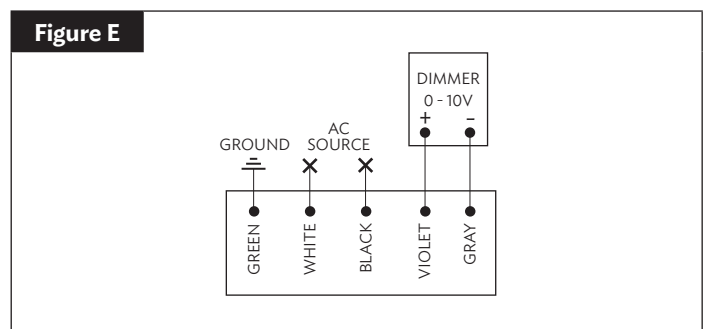 Figure E
DIMMER
0 - 10V
+ −
AC
GROUND SOURCE
GREEN
WHITE
BLACK
VIOLET
GRAY